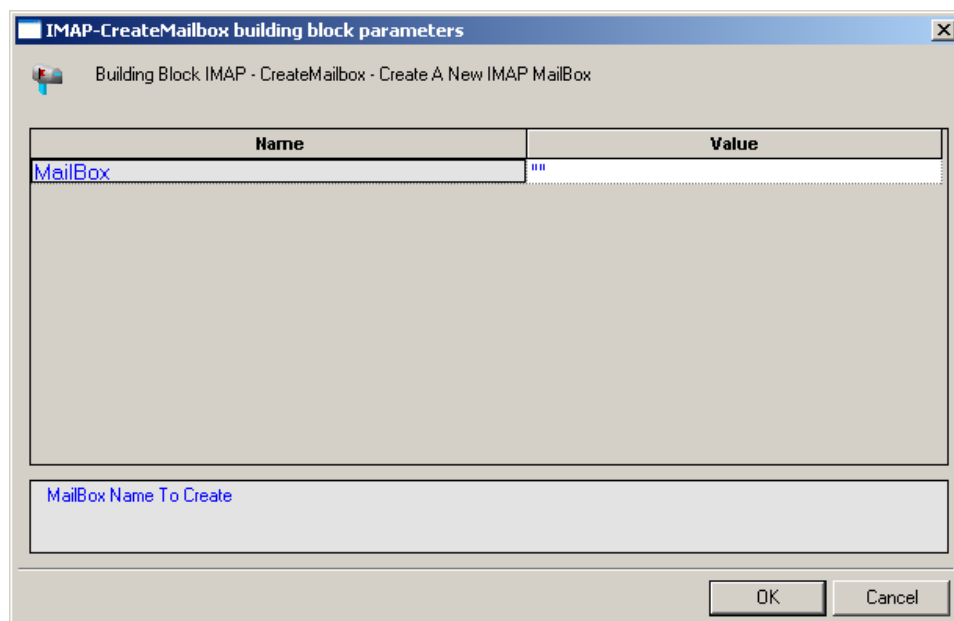 IMAP-CreateMailbox building block parameters
Building Block IMAP - CreateMailbox - Create A New IMAP MailBox
Name Value
MailBox ""
MailBox Name To Create
OK Cancel